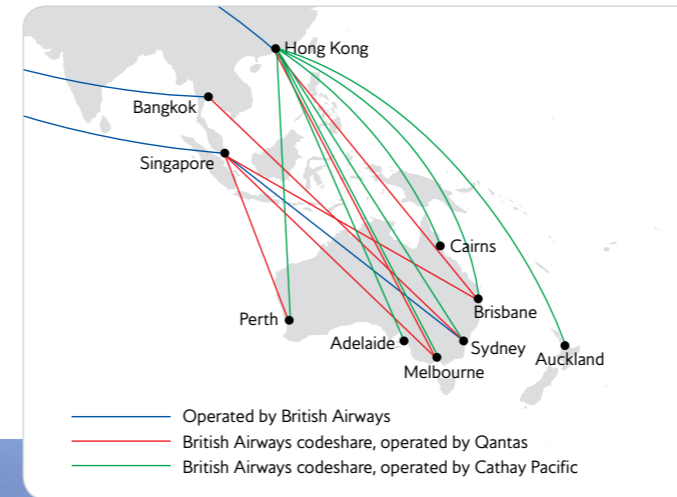 Hong Kong
Bangkok
Singapore
Cairns
Brisbane
Perth
Adelaide
Sydney
Auckland
Melbourne
Operated by British Airways
British Airways codeshare, operated by Qantas
British Airways codeshare, operated by Cathay Pacific